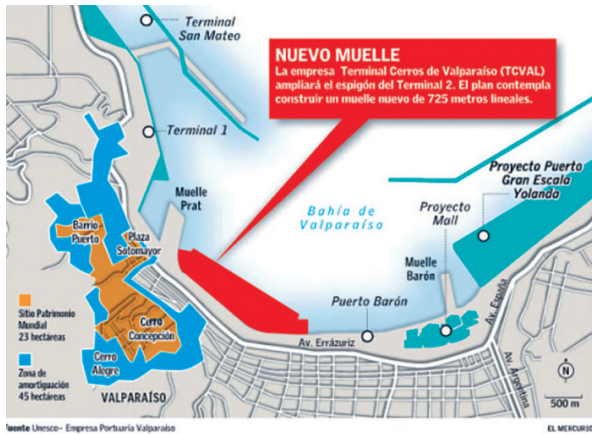 Terminal
San Mateo
NUEVO MUELLE
La empresa Terminal Cerros de Valparaíso (TCVAL)
ampliará el espigón del Terminal 2. El plan contempla
construir un muelle nuevo de 725 metros lineales.
Terminal 1
Proyecto Puerto
Gran Escala
Yolanda
Muelle
Prat
Bahía de
Valparaíso
Proyecto
Mall
Barrio
Puerto
Plaza
Sotomayor
Muelle
Barón
Puerto Barón
Av. España
Sitio Patrimonio
Mundial
23 hectáreas
Cerro
Concepción
Av. Errázuriz
Zona de
amortiguación
45 hectáreas
Cerro
Alegre
Av. Argentina
N
VALPARAÍSO
500 m
Fuente Unesco- Empresa Portuaria Valparaíso
EL MERCURIO